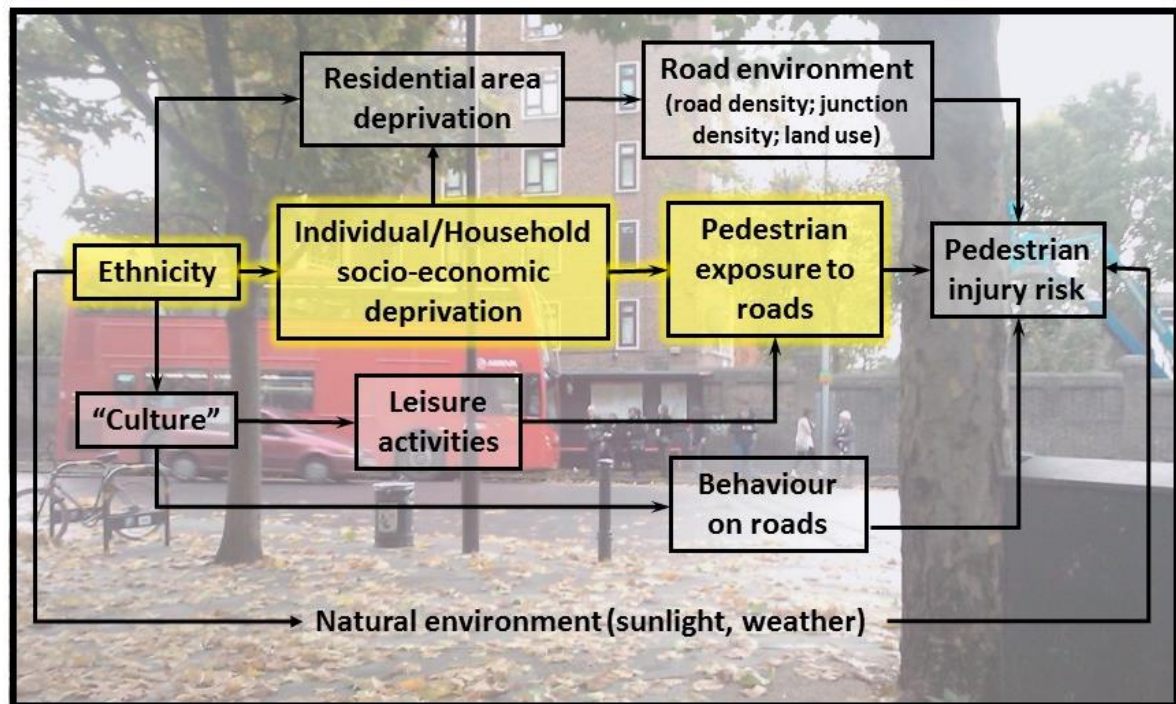 Residential area
deprivation
Road environment
(road density; junction
density; land use)
Ethnicity
Individual/Household
socio-economic
deprivation
Pedestrian
exposure to
roads
Pedestrian
injury risk
“Culture”
Leisure
activities
Behaviour
on roads
Natural environment (sunlight, weather)
ARRIVA